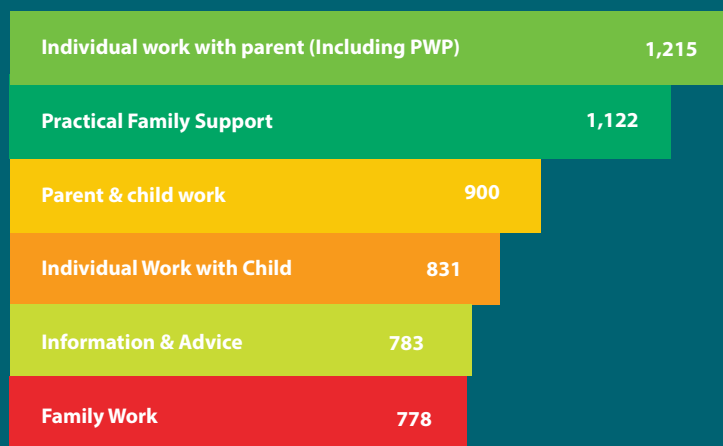 Individual work with parent (Including PWP) 1,215
Practical Family Support 1,122
Parent & child work 900
Individual Work with Child 831
Information & Advice 783
Family Work 778